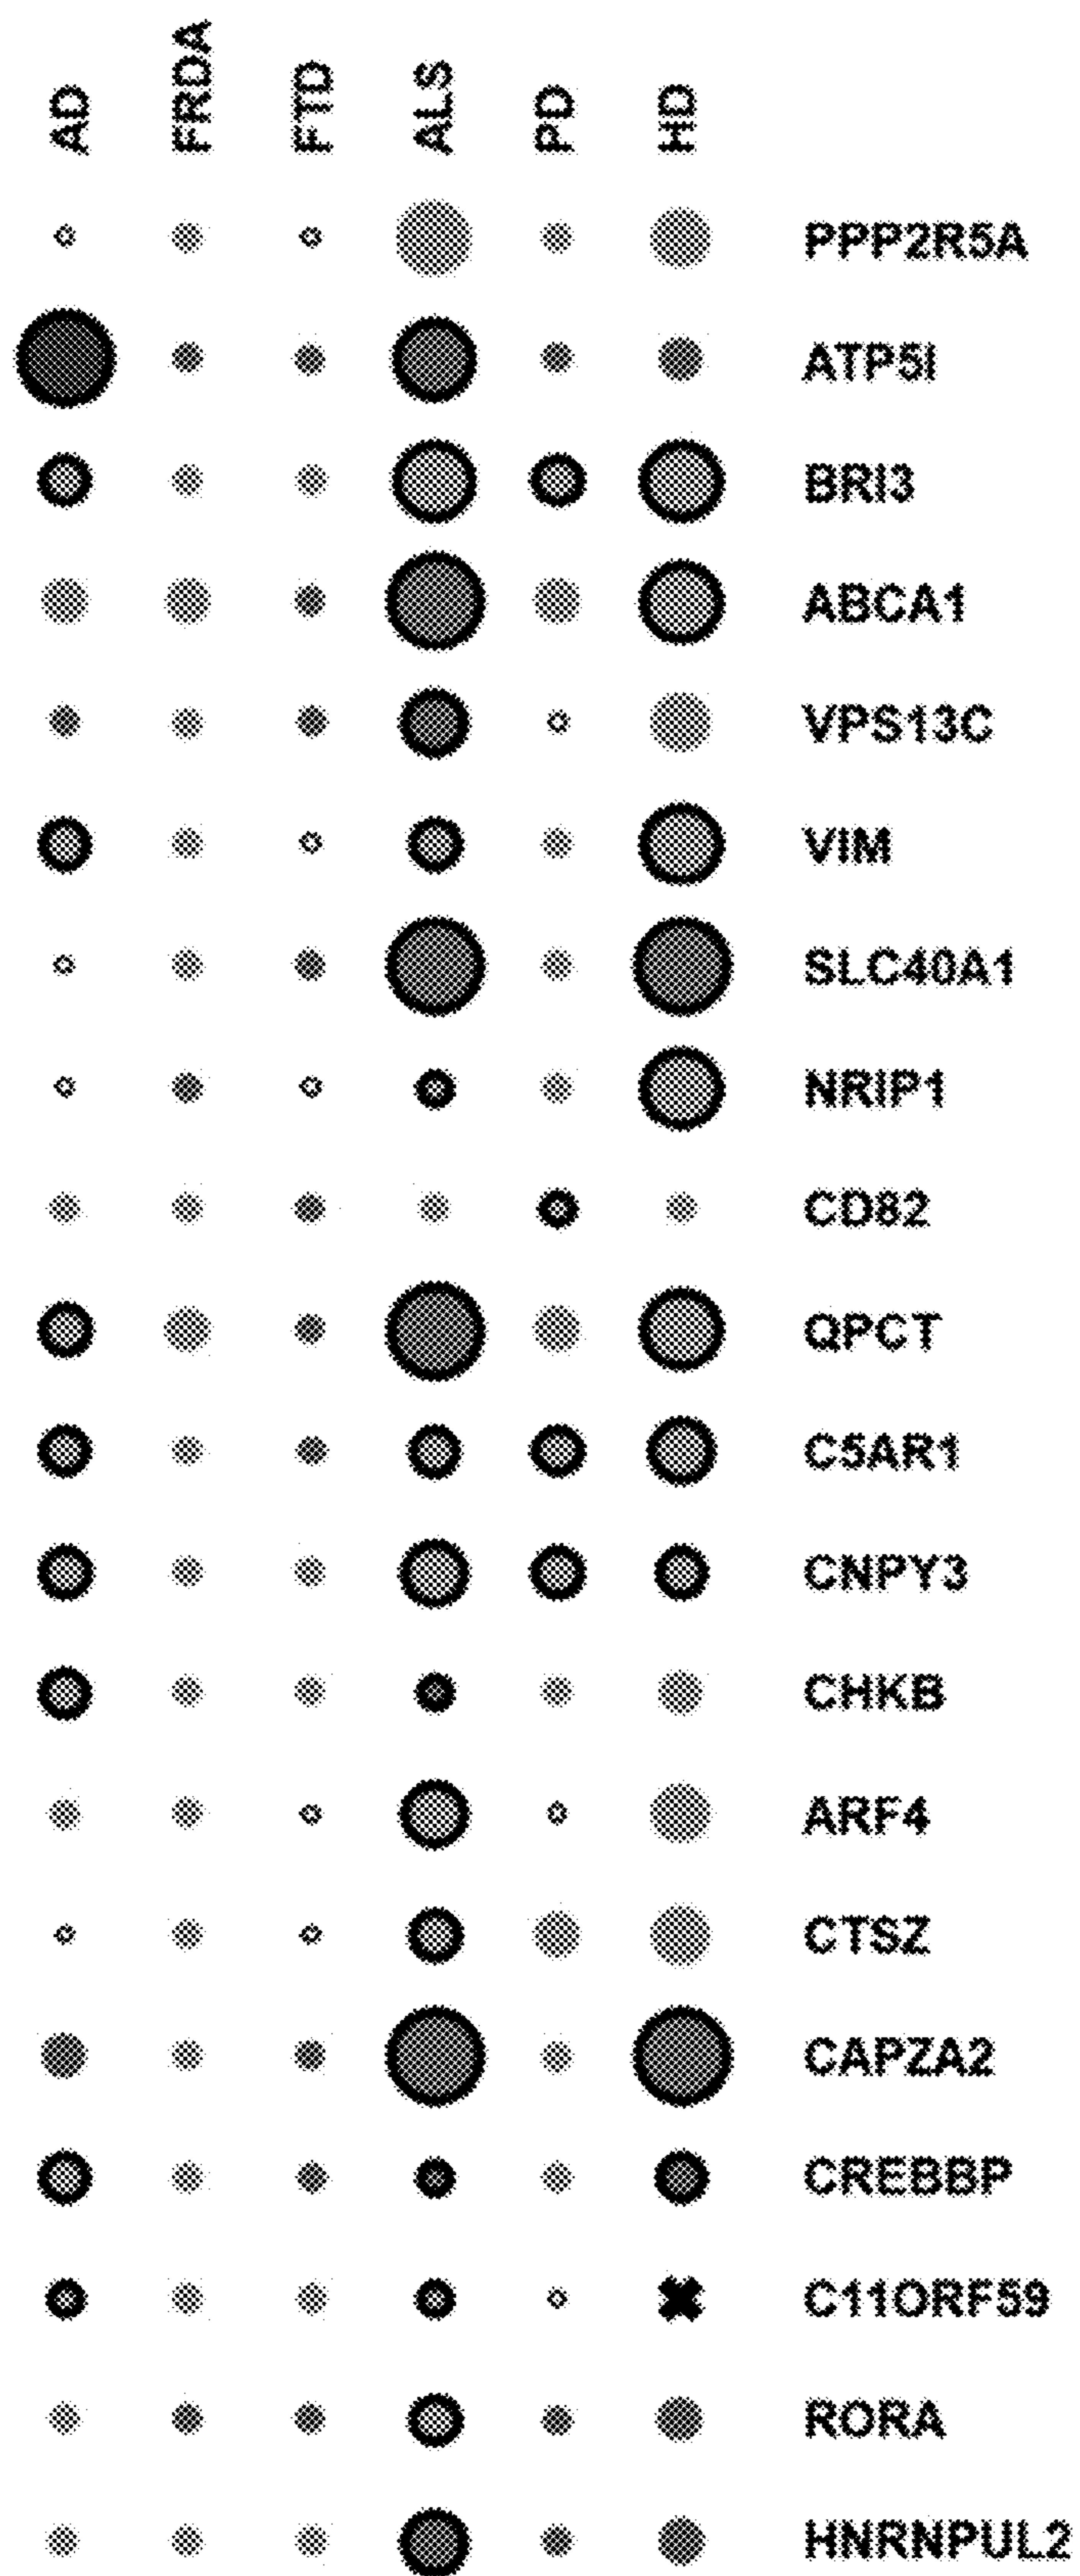 AD FRDA FTD ALS PD HD
PPP2R5A
ATP5I
BRI3
ABCA1
VPS13C
VIM
SLC40A1
NRIP1
CD82
QPCT
C5AR1
CNPY3
CHKB
ARF4
CTSZ
CAPZA2
CREBBP
C11ORF59
RORA
HNRNPUL2